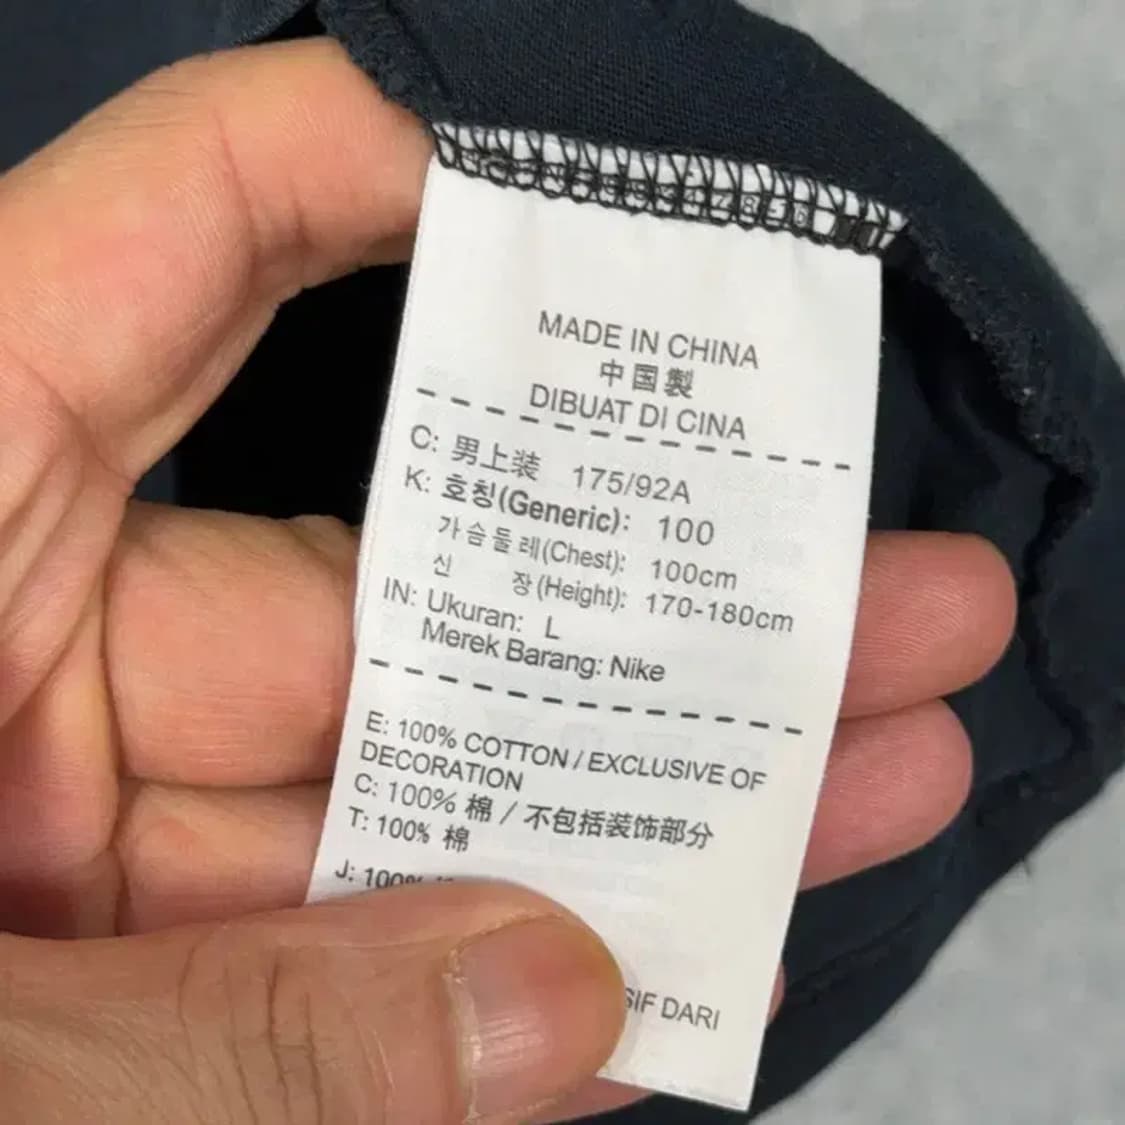 MADE IN CHINA
中国製
DIBUAT DI CINA
C: 男上装 175/92A
K: 호칭(Generic): 100
가슴둘레(Chest): 100cm
신 장(Height): 170-180cm
IN: Ukuran: L
Merek Barang: Nike
E: 100% COTTON / EXCLUSIVE OF
DECORATION
C: 100% 棉 / 不包括装饰部分
T: 100% 棉
J: 100%
DARI